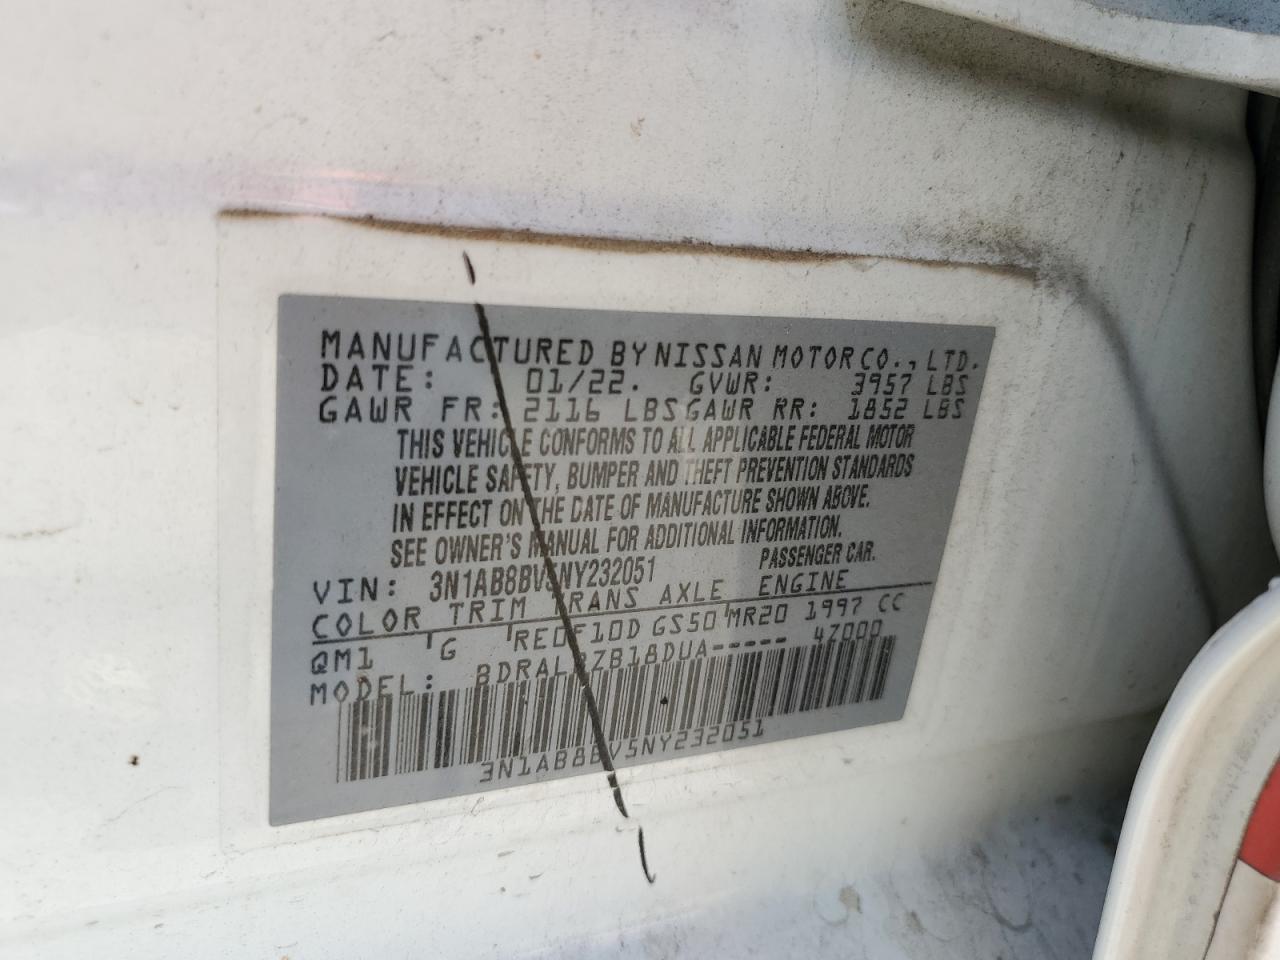 MANUFACTURED BY NISSAN MOTOR CO., LTD.
DATE: 01/22. GVWR: 3957 LBS
GAWR FR: 2116 LBS GAWR RR: 1852 LBS
THIS VEHICLE CONFORMS TO ALL APPLICABLE FEDERAL MOTOR
VEHICLE SAFETY, BUMPER AND THEFT PREVENTION STANDARDS
IN EFFECT ON THE DATE OF MANUFACTURE SHOWN ABOVE.
SEE OWNER'S MANUAL FOR ADDITIONAL INFORMATION.
VIN: 3N1AB8BV5NY232051 PASSENGER CAR.
COLOR TRIM TRANS AXLE ENGINE
QM1 'G 'RE0F10D GS50 'MR20 1997 CC
MODEL: BDRALBZB18DUA----- 4Z000
3N1AB8BV5NY232051